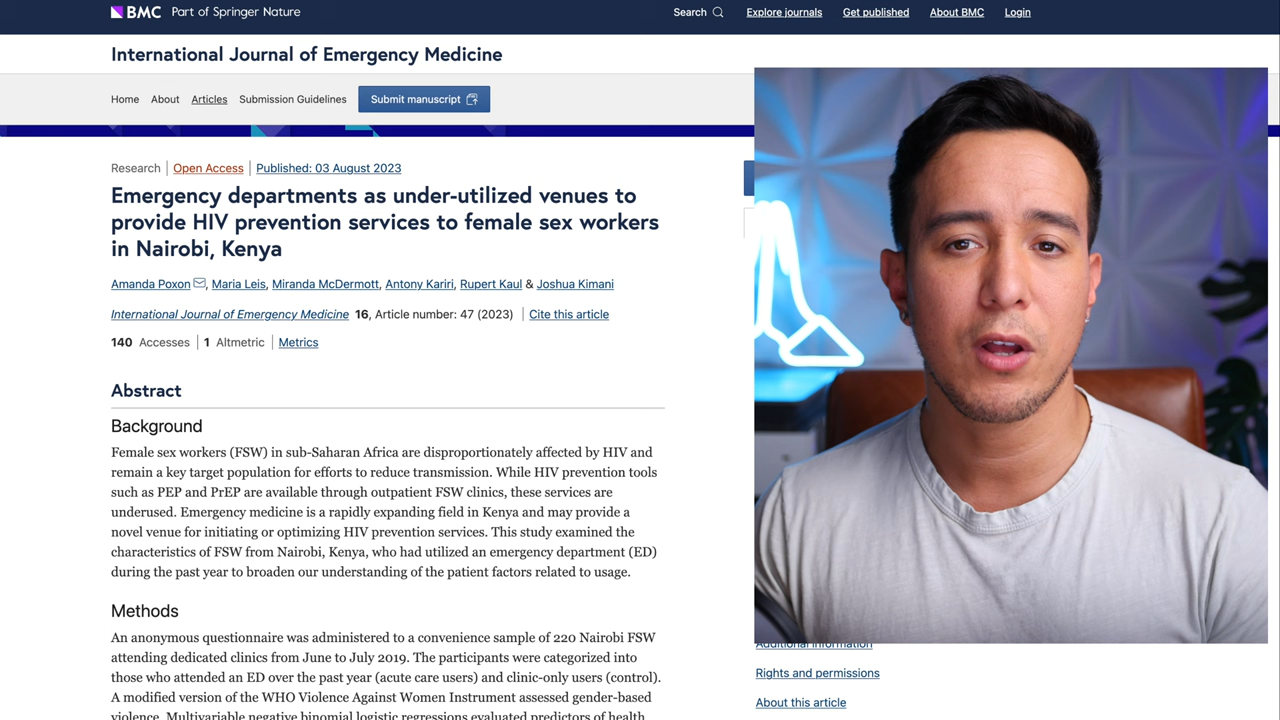 BMC Part of Springer Nature
Search Explore journals Get published About BMC Login
International Journal of Emergency Medicine
Home About Articles Submission Guidelines Submit manuscript
Research Open Access Published: 03 August 2023
Emergency departments as under-utilized venues to
provide HIV prevention services to female sex workers
in Nairobi, Kenya
Amanda Poxon, Maria Leis, Miranda McDermott, Antony Kariri, Rupert Kaul & Joshua Kimani
International Journal of Emergency Medicine 16, Article number: 47 (2023) Cite this article
140 Accesses 1 Altmetric Metrics
Abstract
Background
Female sex workers (FSW) in sub-Saharan Africa are disproportionately affected by HIV and
remain a key target population for efforts to reduce transmission. While HIV prevention tools
such as PEP and PrEP are available through outpatient FSW clinics, these services are
underused. Emergency medicine is a rapidly expanding field in Kenya and may provide a
novel venue for initiating or optimizing HIV prevention services. This study examined the
characteristics of FSW from Nairobi, Kenya, who had utilized an emergency department (ED)
during the past year to broaden our understanding of the patient factors related to usage.
Methods
An anonymous questionnaire was administered to a convenience sample of 220 Nairobi FSW
attending dedicated clinics from June to July 2019. The participants were categorized into
those who attended an ED over the past year (acute care users) and clinic-only users (control).
A modified version of the WHO Violence Against Women Instrument assessed gender-based
violence. Multivariable negative binomial logistic regressions evaluated predictors of health
Additional information
Rights and permissions
About this article